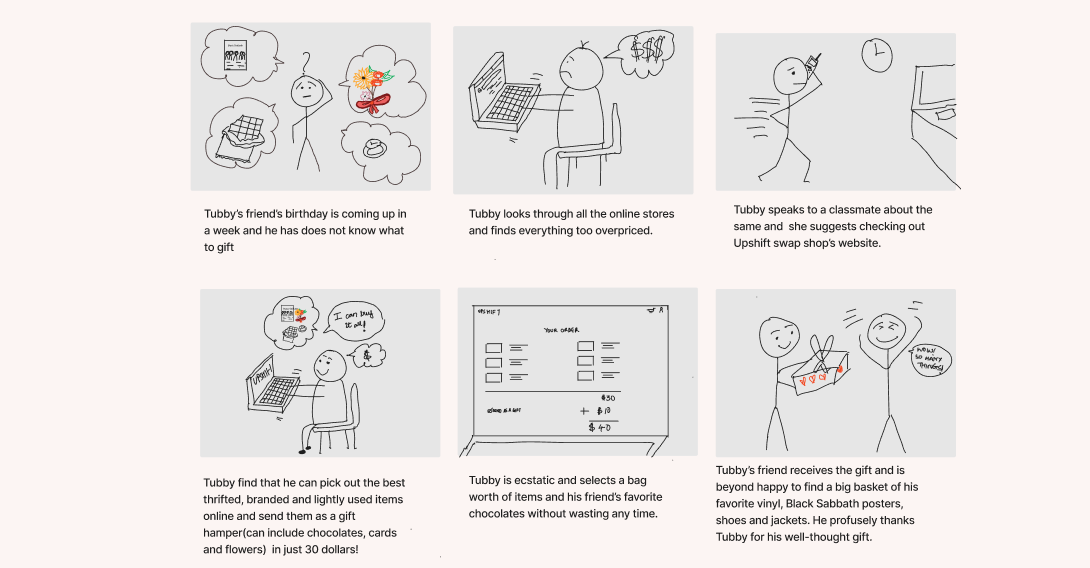 $$$
Tubby’s friend’s birthday is coming up in
a week and he has does not know what
to gift
Tubby looks through all the online stores
and finds everything too overpriced.
Tubby speaks to a classmate about the
same and  she suggests checking out
Upshift swap shop’s website.
I can buy
it all!
$
UPSHIFT
Tubby find that he can pick out the best
thrifted, branded and lightly used items
online and send them as a gift
hamper(can include chocolates, cards
and flowers)  in just 30 dollars!
UPSHIFT
YOUR ORDER
$30
SEND AS A GIFT
+ $10
$40
Tubby is ecstatic and selects a bag
worth of items and his friend’s favorite
chocolates without wasting any time.
WOW!
SO MANY
THINGS!
Tubby’s friend receives the gift and is
beyond happy to find a big basket of his
favorite vinyl, Black Sabbath posters,
shoes and jackets. He profusely thanks
Tubby for his well-thought gift.